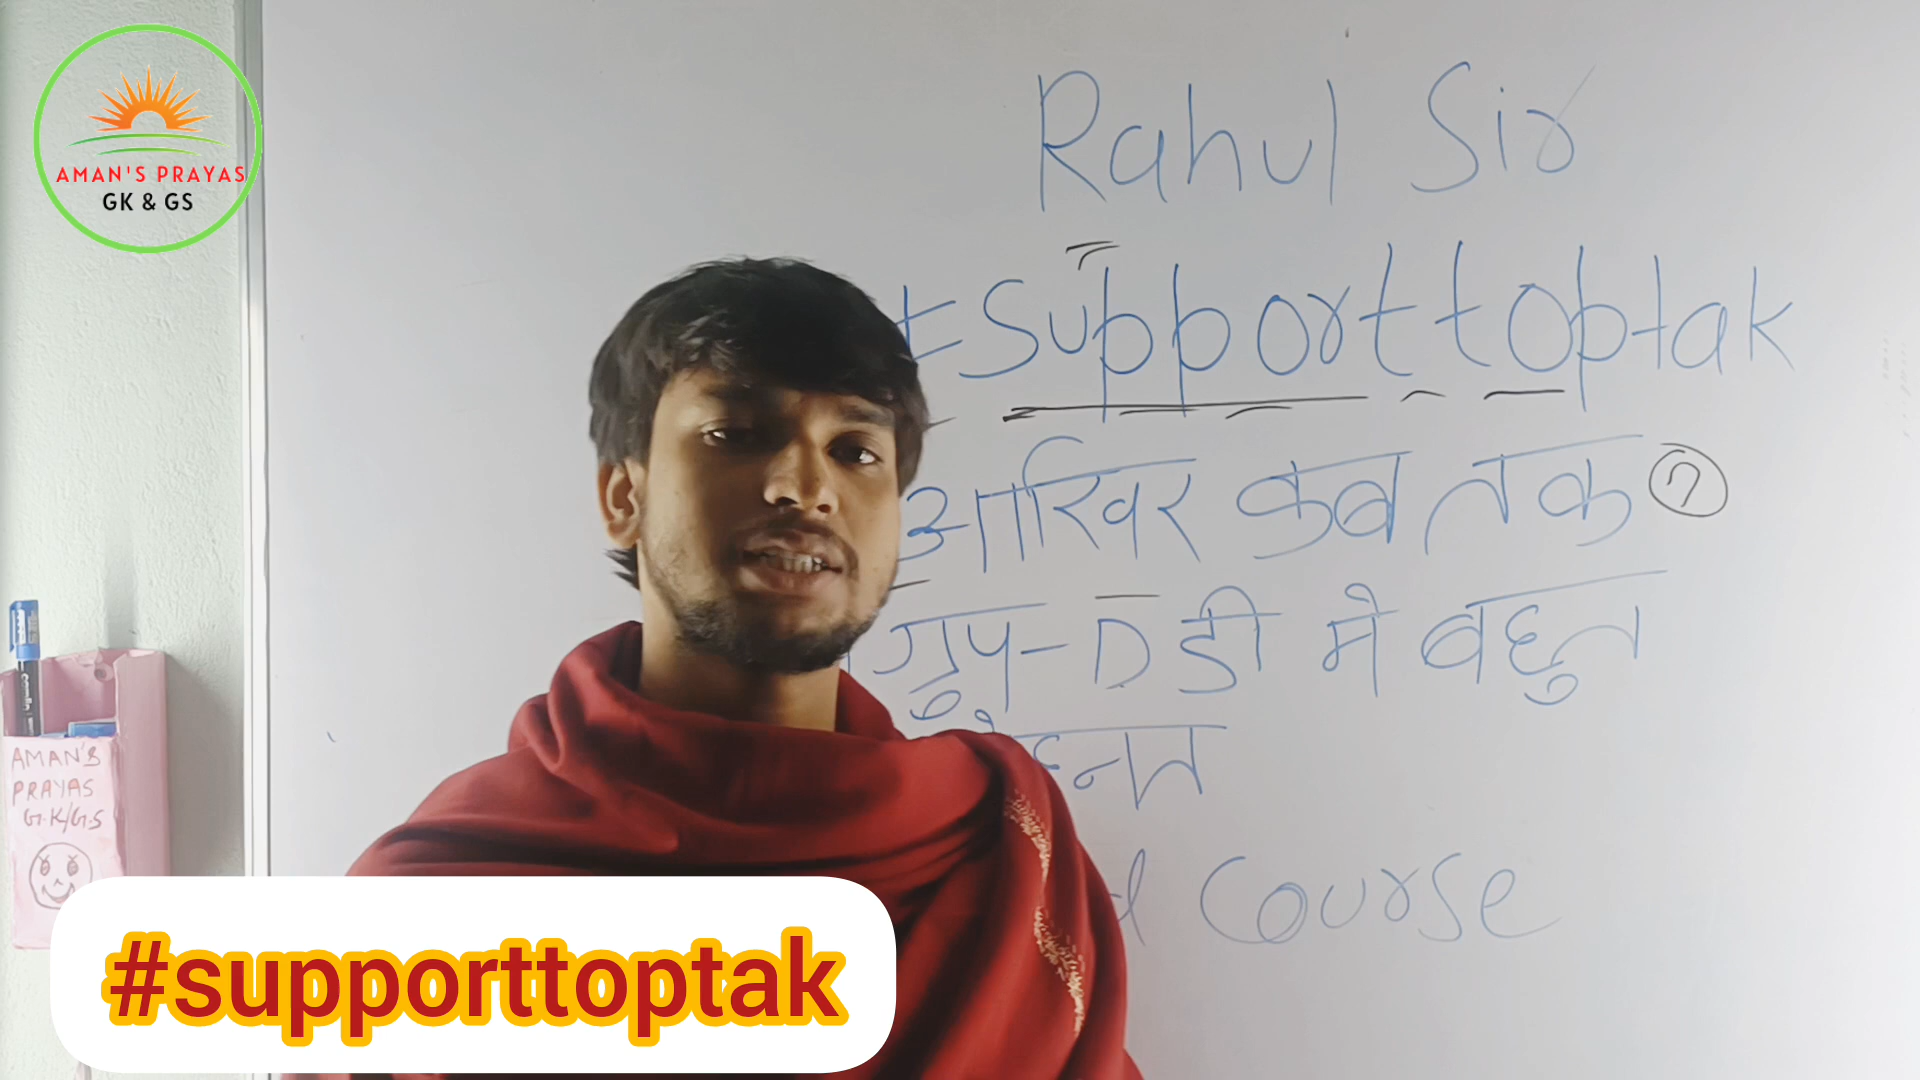 AMAN'S PRAYAS
GK & GS
Rahul Sir
#Supporttoptak
आखिर कब तक ?
गुप-D डी मे बहुत
Course
AMAN'S
PRAYAS
G.K/G.S
#supporttoptak